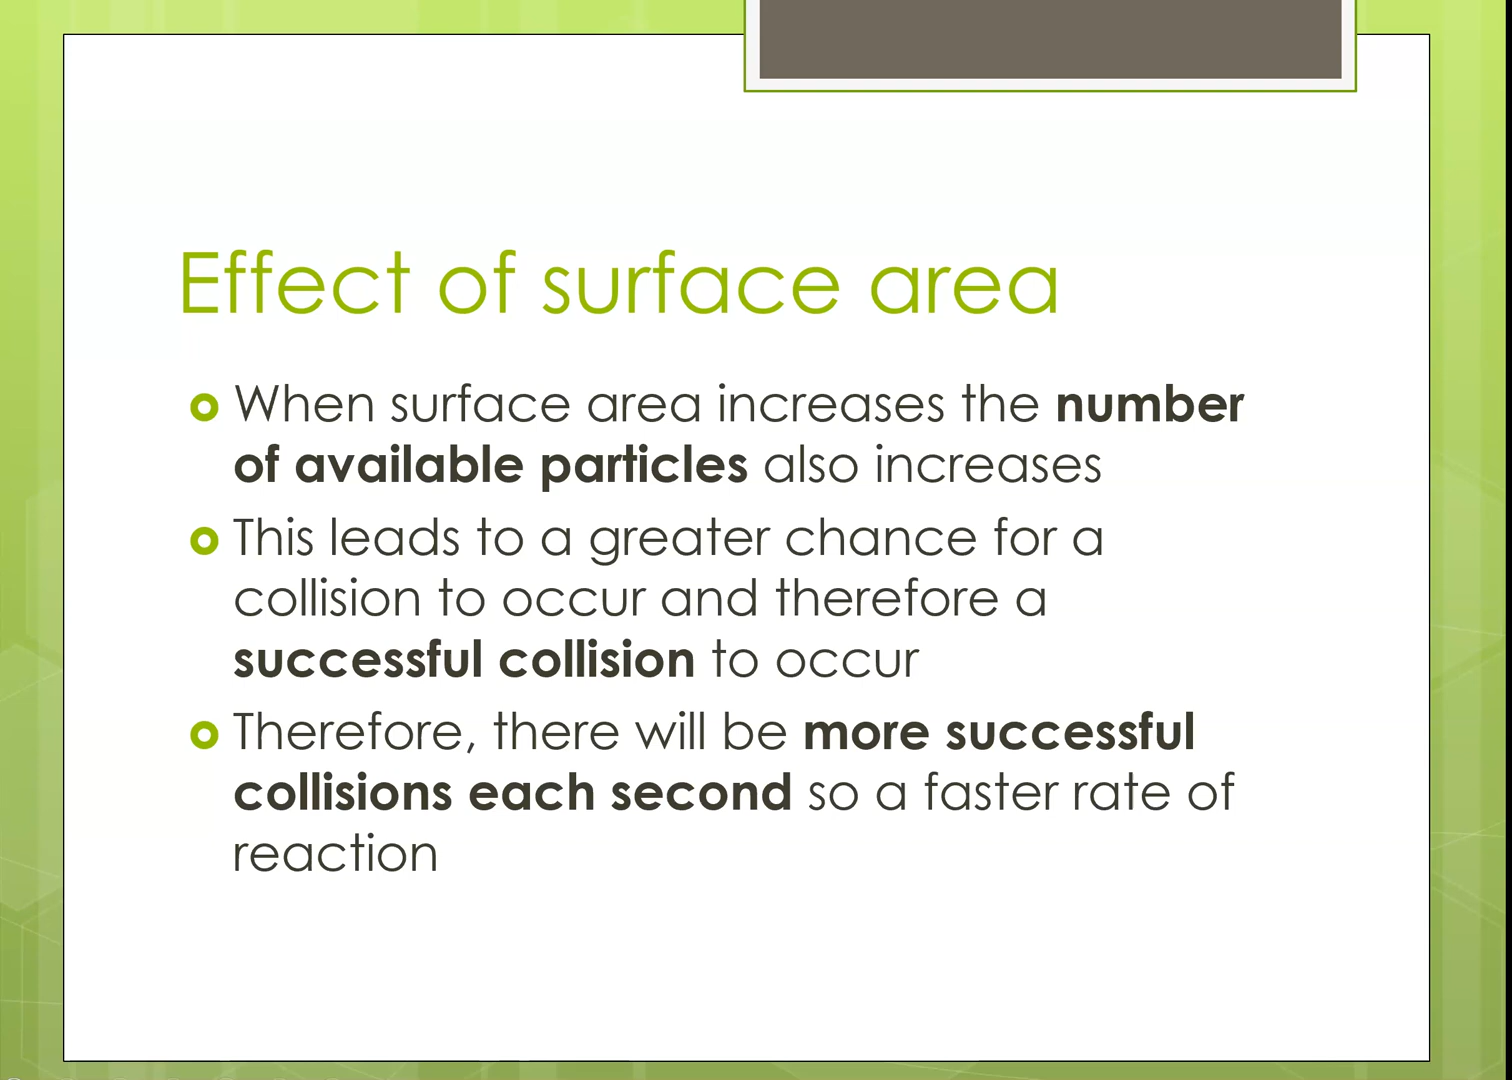 Effect of surface area
When surface area increases the number
of available particles also increases
This leads to a greater chance for a
collision to occur and therefore a
successful collision to occur
Therefore, there will be more successful
collisions each second so a faster rate of
reaction